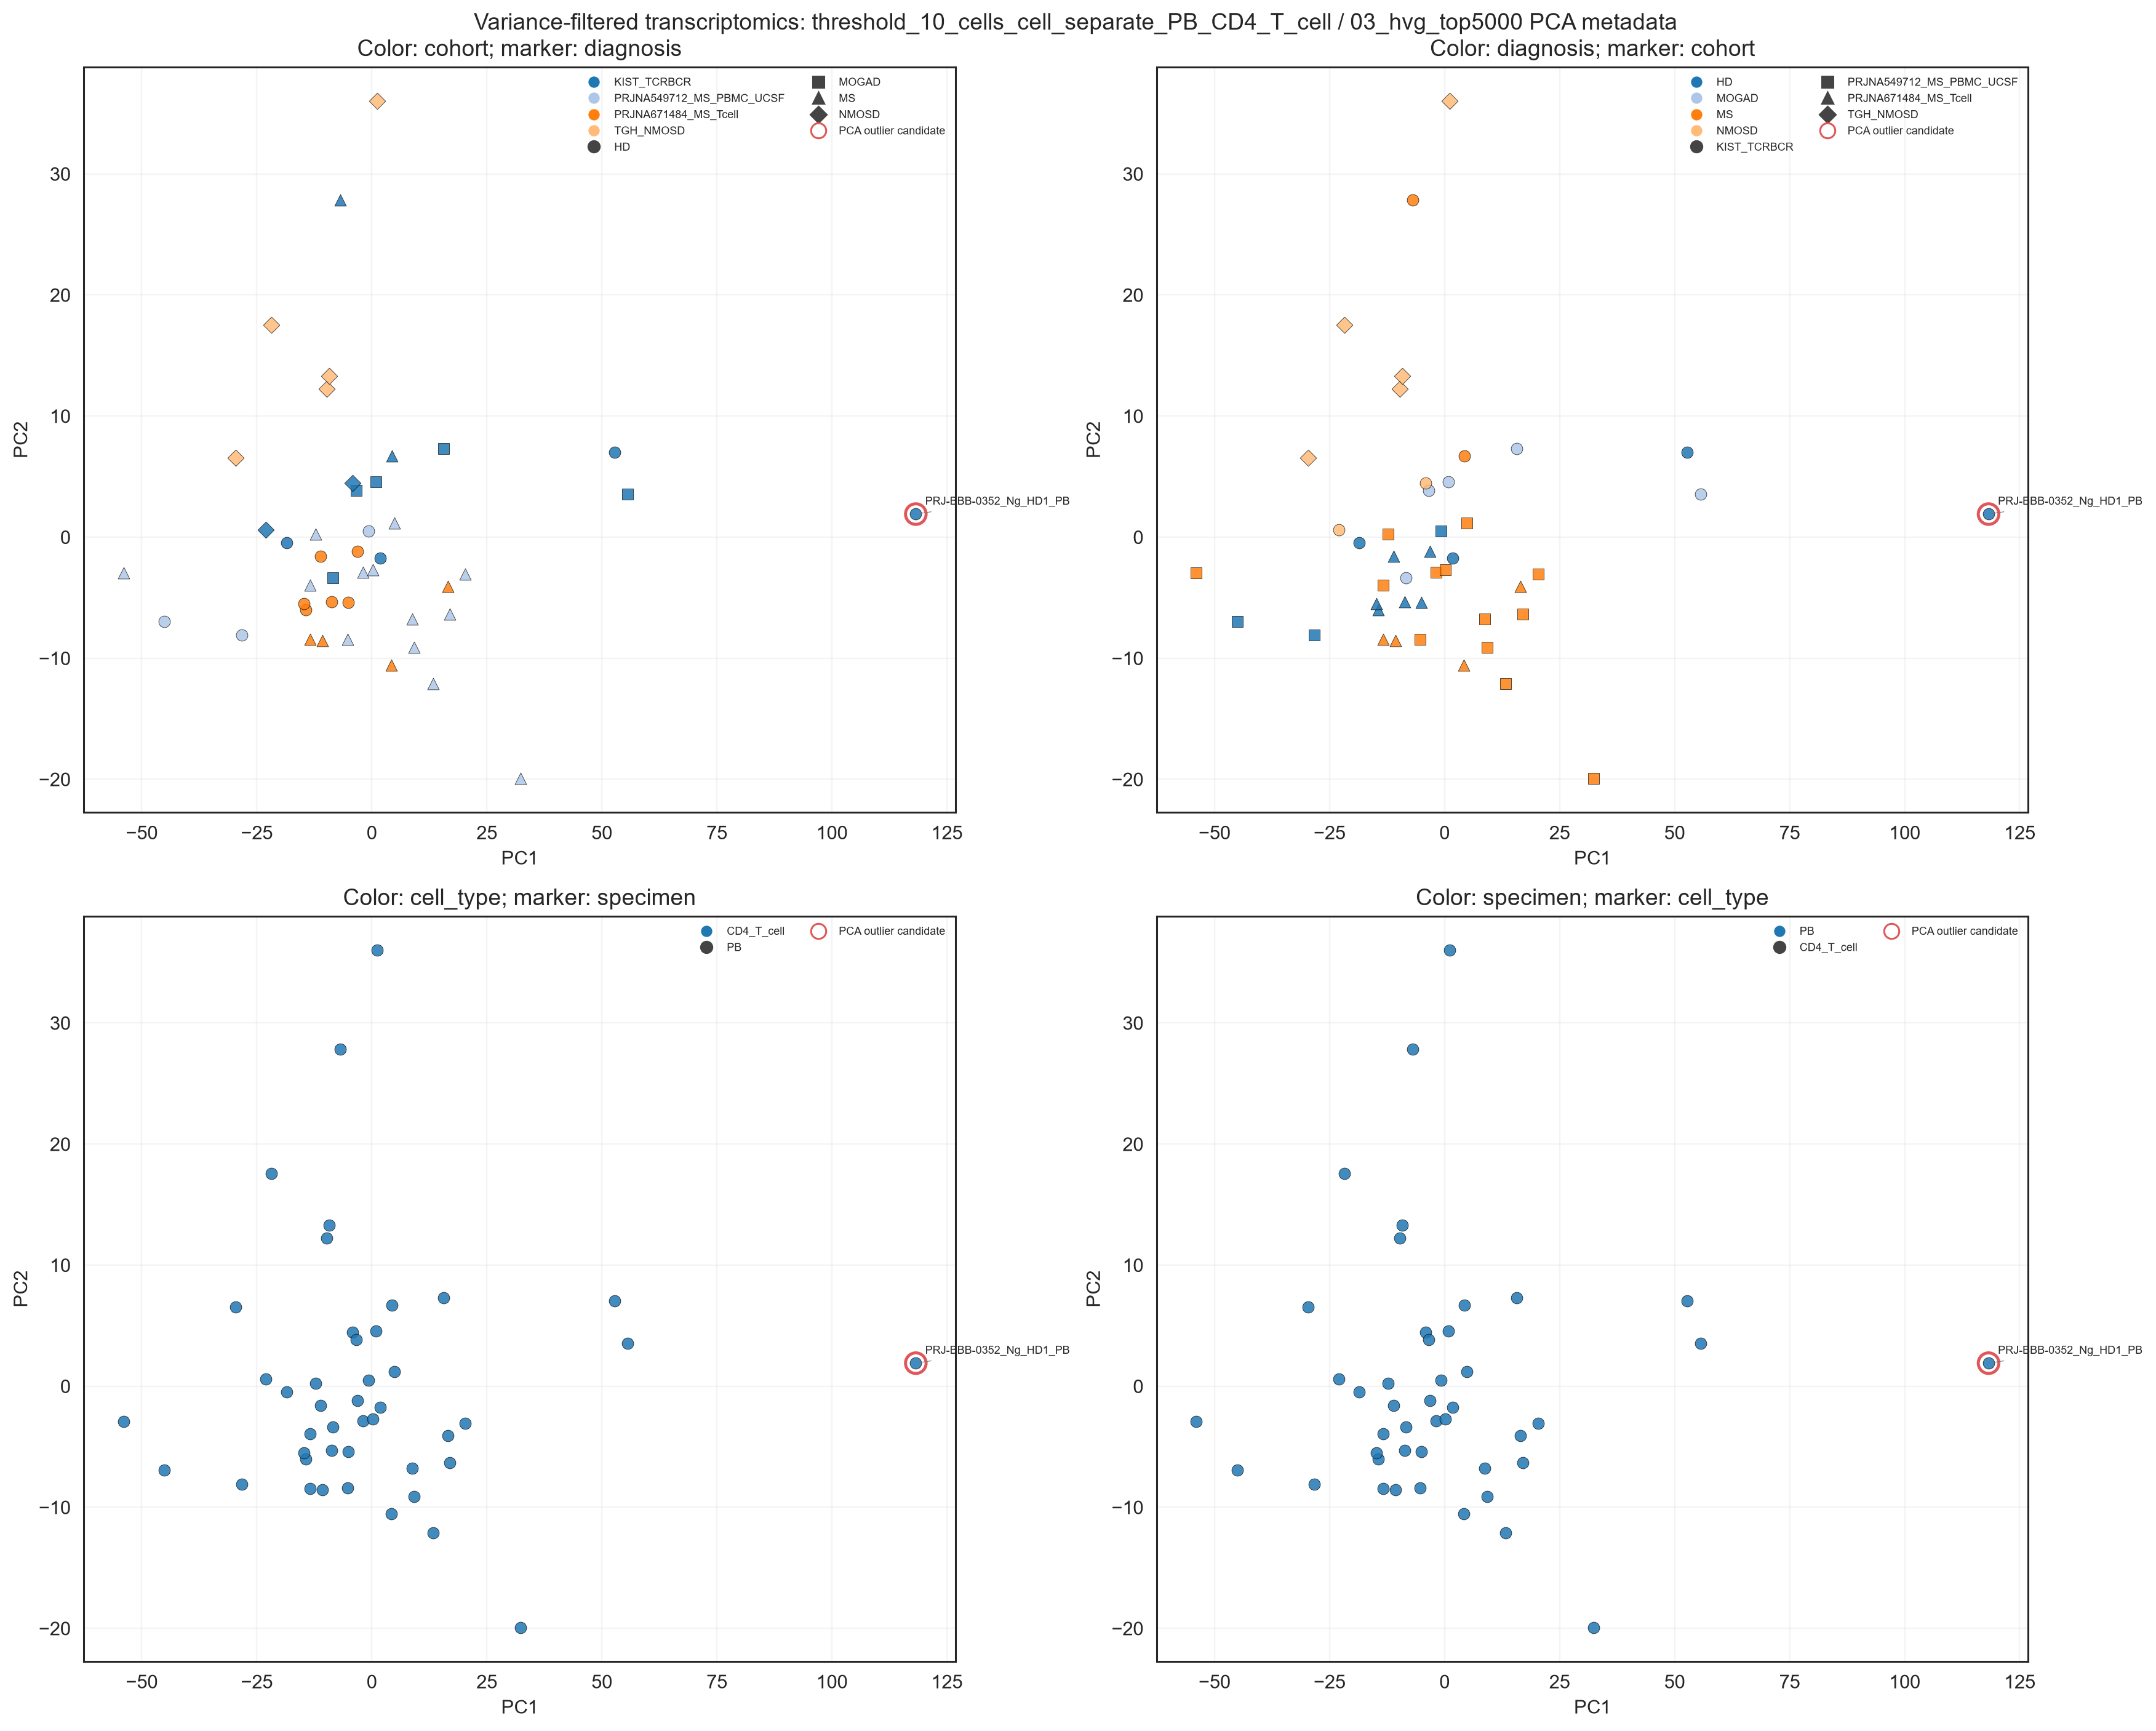 Variance-filtered transcriptomics: threshold_10_cells_cell_separate_PB_CD4_T_cell / 03_hvg_top5000 PCA metadata
Color: cohort; marker: diagnosis
KIST_TCRBCR
PRJNA549712_MS_PBMC_UCSF
PRJNA671484_MS_Tcell
TGH_NMOSD
HD
MOGAD
MS
NMOSD
PCA outlier candidate
PRJ-EBB-0352_Ng_HD1_PB
PC2
30
20
10
0
−10
−20
−50
−25
0
25
50
75
100
125
PC1
Color: diagnosis; marker: cohort
HD
MOGAD
MS
NMOSD
KIST_TCRBCR
PRJNA549712_MS_PBMC_UCSF
PRJNA671484_MS_Tcell
TGH_NMOSD
PCA outlier candidate
PRJ-EBB-0352_Ng_HD1_PB
PC2
30
20
10
0
−10
−20
−50
−25
0
25
50
75
100
125
PC1
Color: cell_type; marker: specimen
CD4_T_cell
PB
PCA outlier candidate
PRJ-EBB-0352_Ng_HD1_PB
PC2
30
20
10
0
−10
−20
−50
−25
0
25
50
75
100
125
PC1
Color: specimen; marker: cell_type
PB
CD4_T_cell
PCA outlier candidate
PRJ-EBB-0352_Ng_HD1_PB
PC2
30
20
10
0
−10
−20
−50
−25
0
25
50
75
100
125
PC1